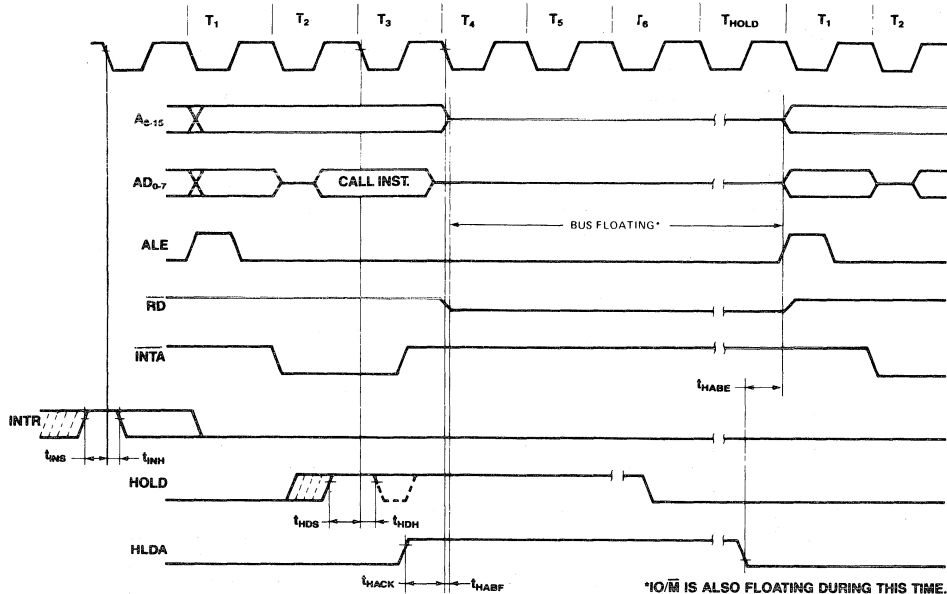 T1 T2 T3 T4 T5 T6 THOLD T1 T2
A8-15
AD0-7 CALL INST.
BUS FLOATING*
ALE
RD
INTA
tHABE
INTR
tINS tINH
HOLD
tHDS tHDH
HLDA
tHACK tHABF
*IO/M IS ALSO FLOATING DURING THIS TIME.